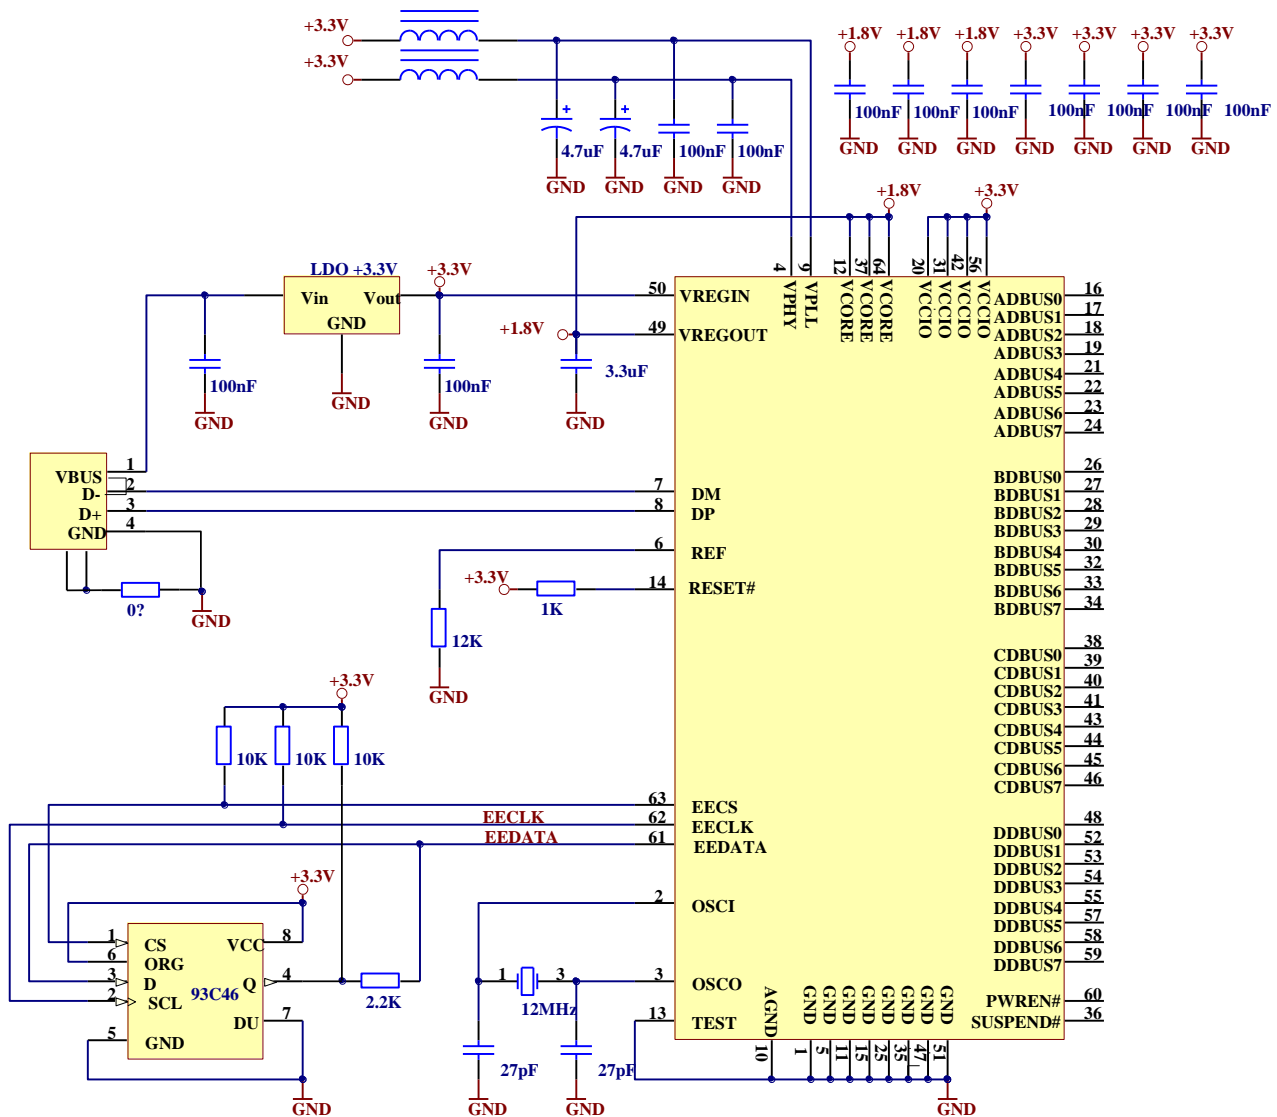 +3.3V
+3.3V
4.7uF 4.7uF 100nF 100nF
GND GND GND GND
+1.8V +1.8V +1.8V +3.3V +3.3V +3.3V +3.3V
100nF 100nF 100nF 100nF 100nF 100nF 100nF
GND GND GND GND GND GND GND
+1.8V +3.3V
4 9 12 37 64 20 31 42 56
VPHY VPLL VCORE VCORE VCORE VCCIO VCCIO VCCIO VCCIO
LDO +3.3V
Vin Vout
GND
+3.3V
50 VREGIN
+1.8V
49 VREGOUT
100nF
GND
GND
100nF
GND
3.3uF
GND
VBUS 1
D- 2
D+ 3
GND 4
0?
GND
7 DM
8 DP
6 REF
+3.3V
1K
14 RESET#
12K
GND
+3.3V
10K 10K 10K
63 EECS
EECLK 62 EECLK
EEDATA 61 EEDATA
+3.3V
1 CS VCC 8
6 ORG
3 D Q 4
2 SCL
93C46
DU 7
5 GND
2.2K
GND
2 OSCI
1 3
12MHz
3 OSCO
13 TEST
27pF 27pF
GND GND
AGND GND GND GND GND GND GND GND GND
10 1 5 11 15 25 35 47 51
GND
ADBUS0 16
ADBUS1 17
ADBUS2 18
ADBUS3 19
ADBUS4 21
ADBUS5 22
ADBUS6 23
ADBUS7 24
BDBUS0 26
BDBUS1 27
BDBUS2 28
BDBUS3 29
BDBUS4 30
BDBUS5 32
BDBUS6 33
BDBUS7 34
CDBUS0 38
CDBUS1 39
CDBUS2 40
CDBUS3 41
CDBUS4 43
CDBUS5 44
CDBUS6 45
CDBUS7 46
DDBUS0 48
DDBUS1 52
DDBUS2 53
DDBUS3 54
DDBUS4 55
DDBUS5 57
DDBUS6 58
DDBUS7 59
PWREN# 60
SUSPEND# 36